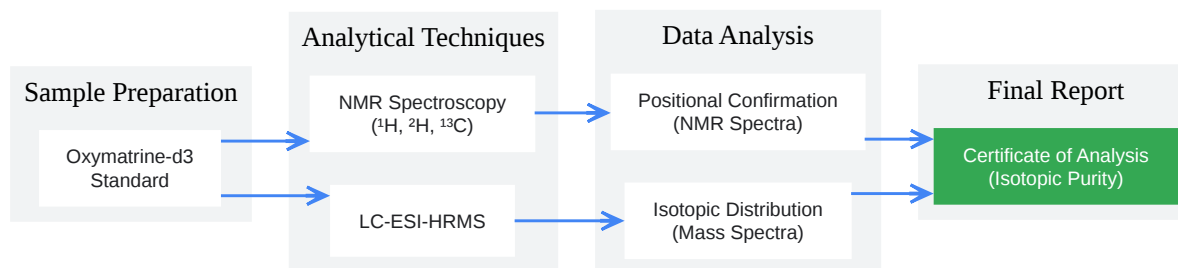 Sample Preparation
Oxymatrine-d3
Standard
Analytical Techniques
NMR Spectroscopy
(¹H, ²H, ¹³C)
LC-ESI-HRMS
Data Analysis
Positional Confirmation
(NMR Spectra)
Isotopic Distribution
(Mass Spectra)
Final Report
Certificate of Analysis
(Isotopic Purity)